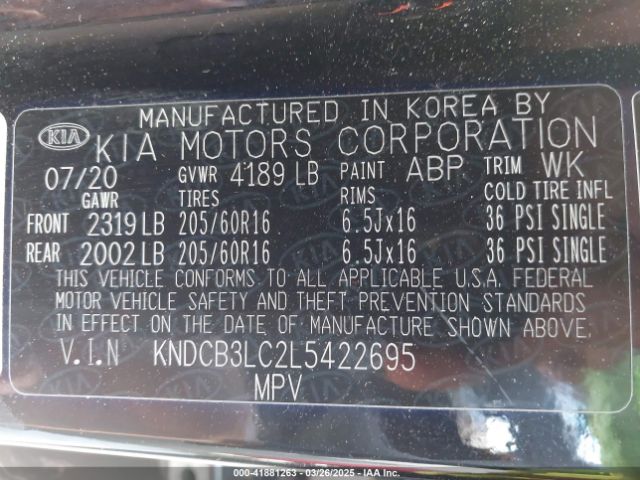 MANUFACTURED IN KOREA BY
KIA KIA MOTORS CORPORATION
07/20 GVWR 4189 LB PAINT ABP TRIM WK
GAWR TIRES RIMS COLD TIRE INFL
FRONT 2319 LB 205/60R16 6.5Jx16 36 PSI SINGLE
REAR 2002 LB 205/60R16 6.5Jx16 36 PSI SINGLE
THIS VEHICLE CONFORMS TO ALL APPLICABLE U.S.A. FEDERAL
MOTOR VEHICLE SAFETY AND THEFT PREVENTION STANDARDS
IN EFFECT ON THE DATE OF MANUFACTURE SHOWN ABOVE.
V.I.N KNDCB3LC2L5422695
MPV
000-41881263 - 03/26/2025 - IAA Inc.